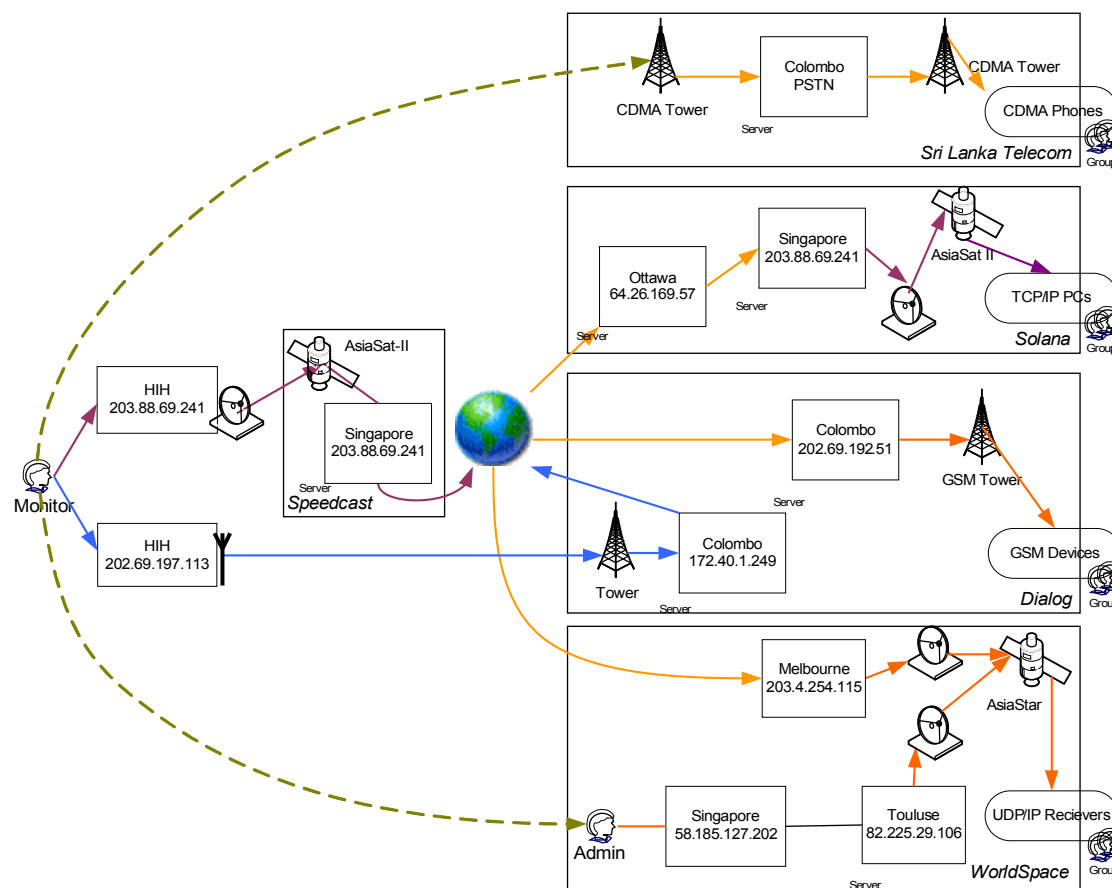 CDMA Tower
Colombo
PSTN
Server
CDMA Tower
CDMA Phones
Group
Sri Lanka Telecom
Ottawa
64.26.169.57
Server
Singapore
203.88.69.241
Server
AsiaSat II
TCP/IP PCs
Group
Solana
Monitor
HIH
203.88.69.241
HIH
202.69.197.113
AsiaSat-II
Singapore
203.88.69.241
Server
Speedcast
Colombo
202.69.192.51
Server
GSM Tower
GSM Devices
Group
Tower
Colombo
172.40.1.249
Server
Dialog
Melbourne
203.4.254.115
AsiaStar
Admin
Singapore
58.185.127.202
Touluse
82.225.29.106
Server
UDP/IP Recievers
Group
WorldSpace